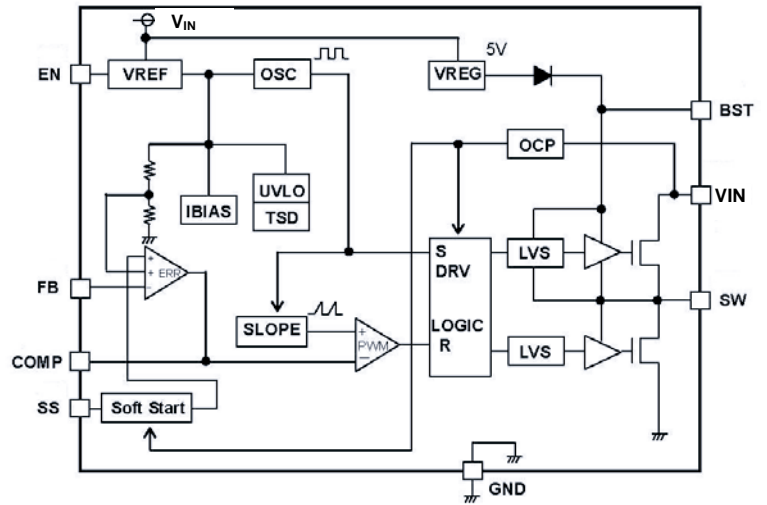 V_IN
EN
VREF
OSC
5V
VREG
BST
OCP
VIN
IBIAS
UVLO
TSD
S
DRV
LVS
+
+
−
ERR
FB
SW
SLOPE
+
−
PWM
LOGIC
R
LVS
COMP
SS
Soft Start
GND